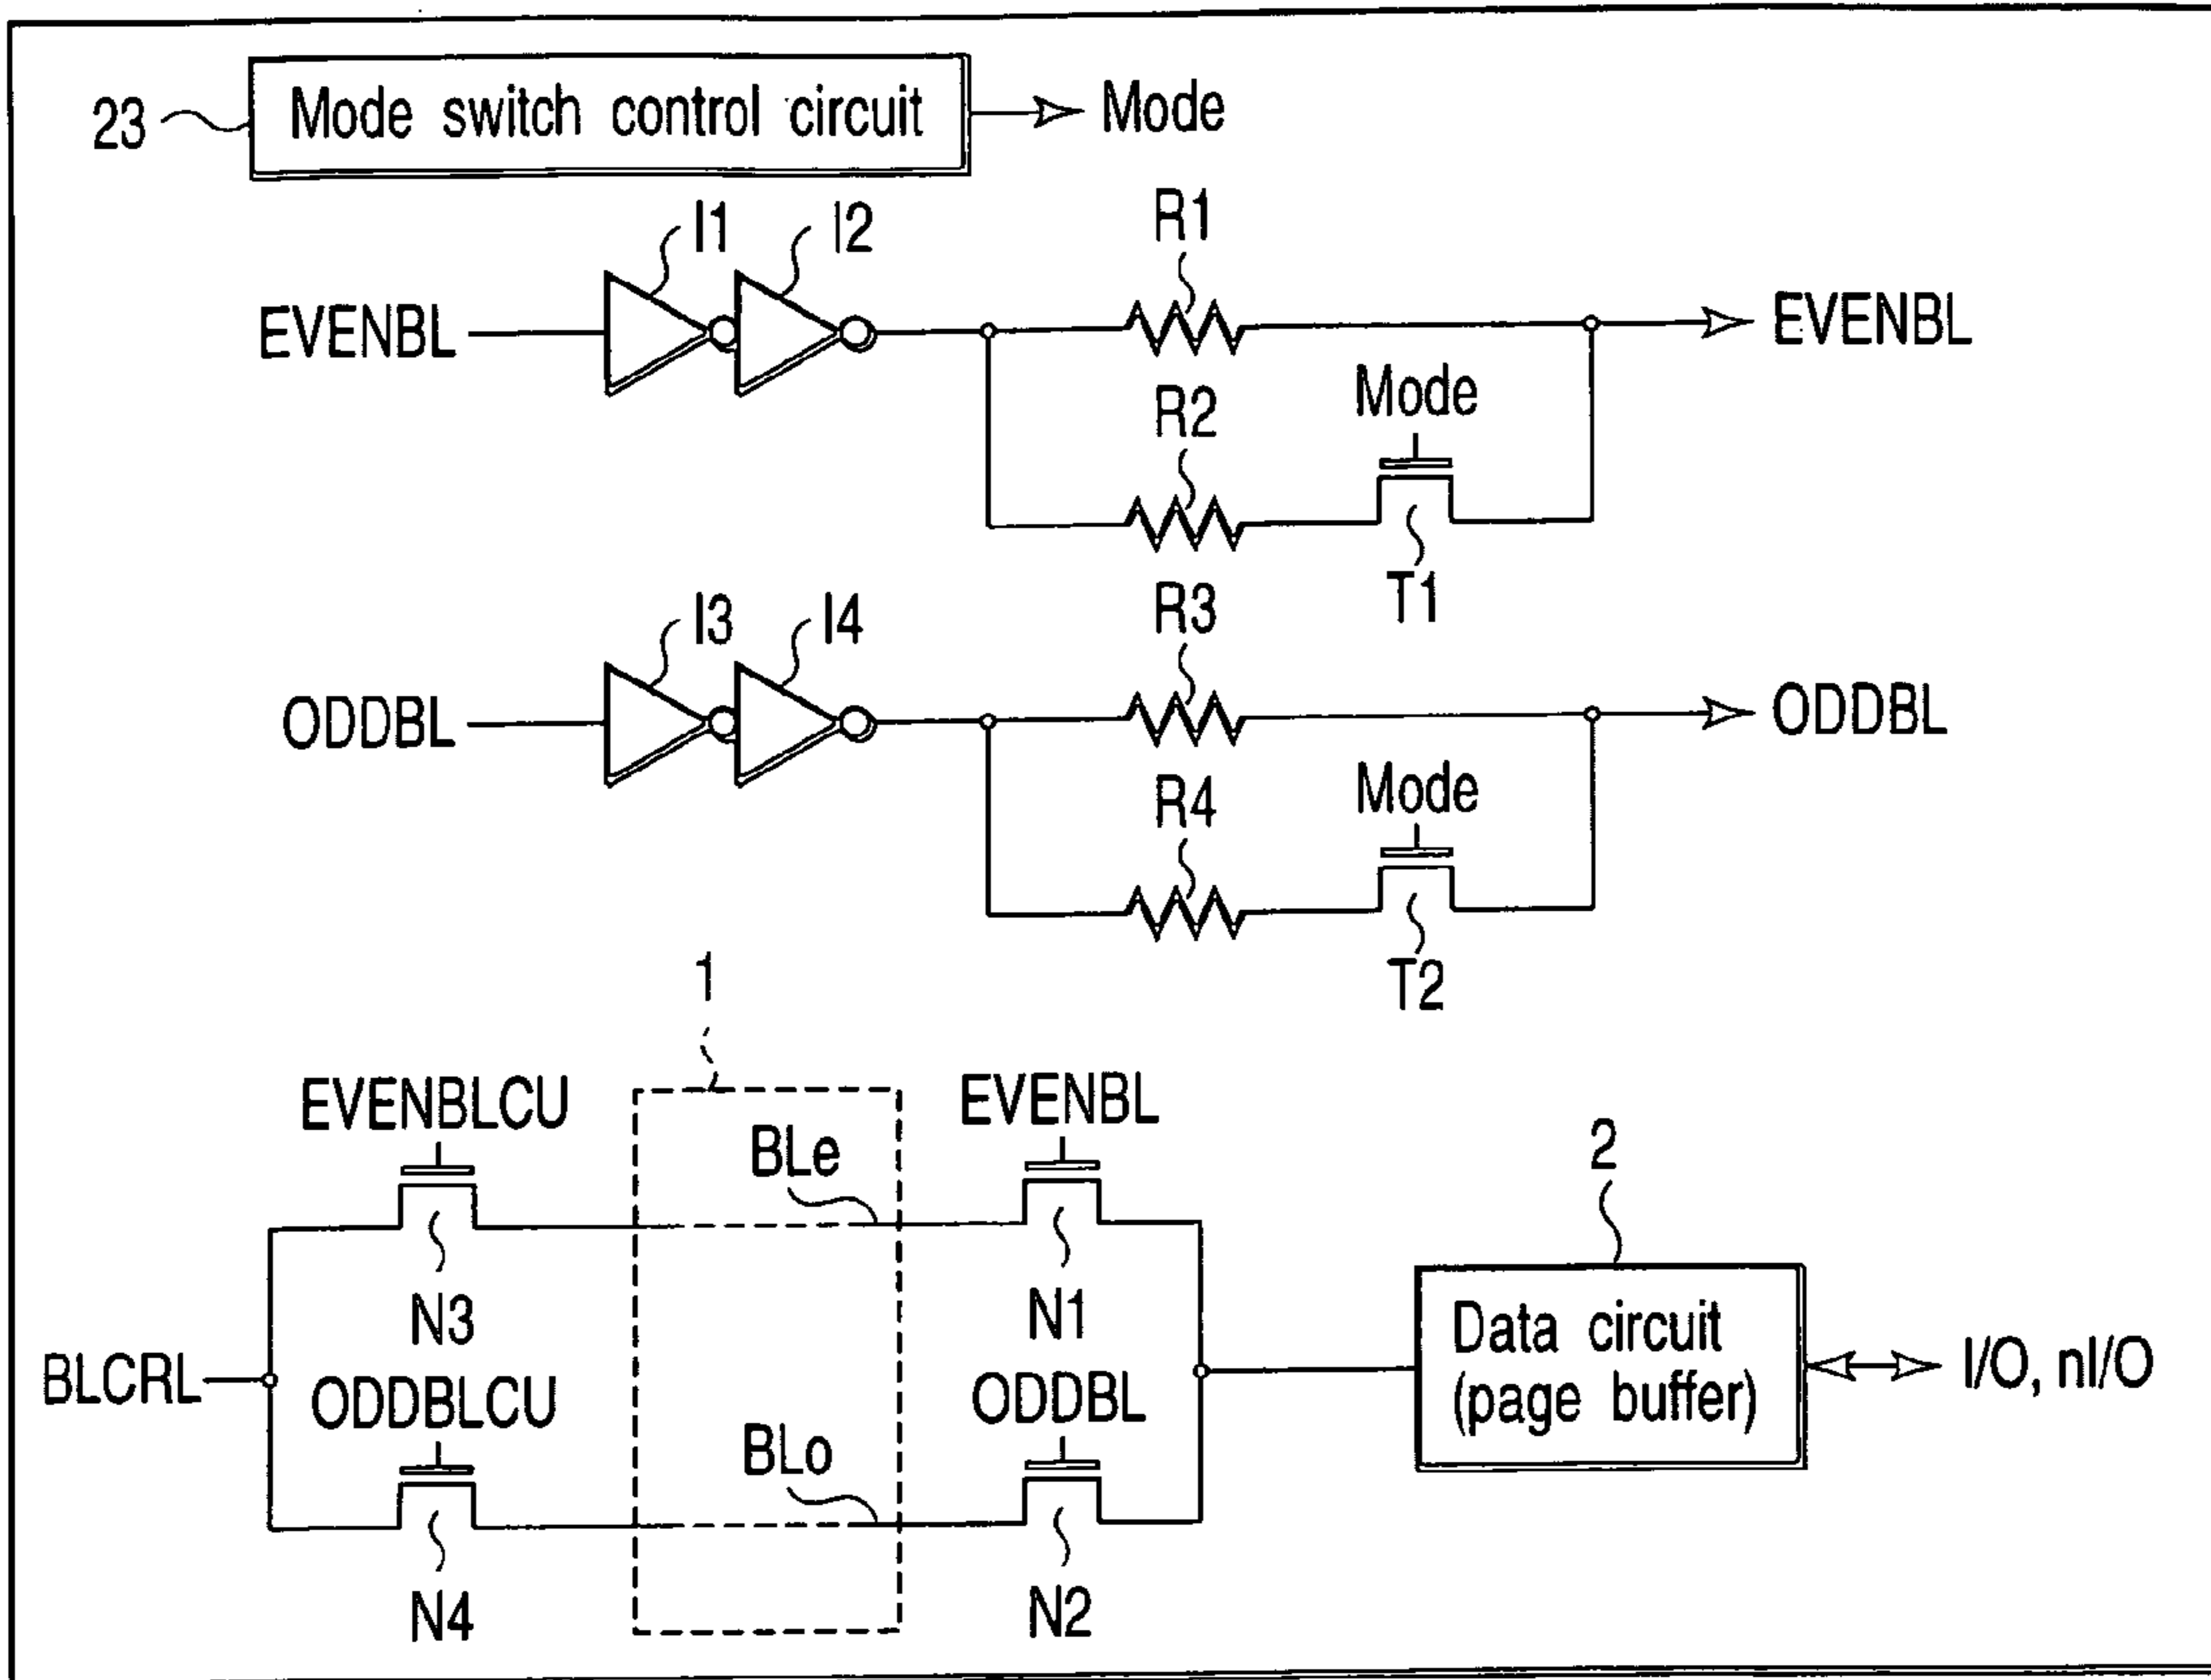 23
Mode switch control circuit
Mode
I1
I2
R1
EVENBL
EVENBL
R2
Mode
T1
I3
I4
R3
ODDBL
ODDBL
R4
Mode
T2
1
EVENBLCU
BLe
EVENBL
2
N3
N1
Data circuit
(page buffer)
I/O, nI/O
BLCRL
ODDBLCU
ODDBL
BLo
N4
N2